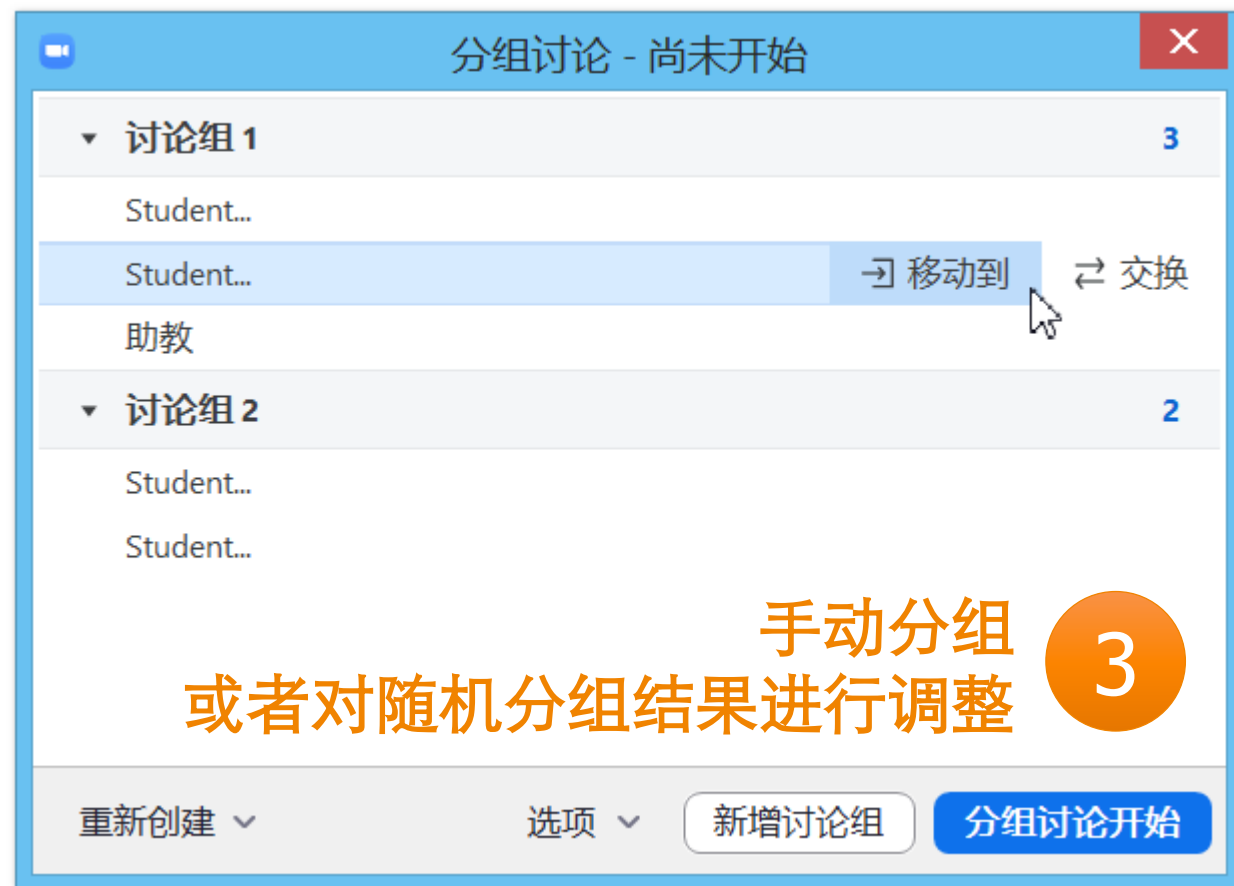 分组讨论 - 尚未开始
讨论组 1 3
Student...
Student... 移动到 交换
助教
讨论组 2 2
Student...
Student...
手动分组
或者对随机分组结果进行调整
3
重新创建 选项 新增讨论组 分组讨论开始